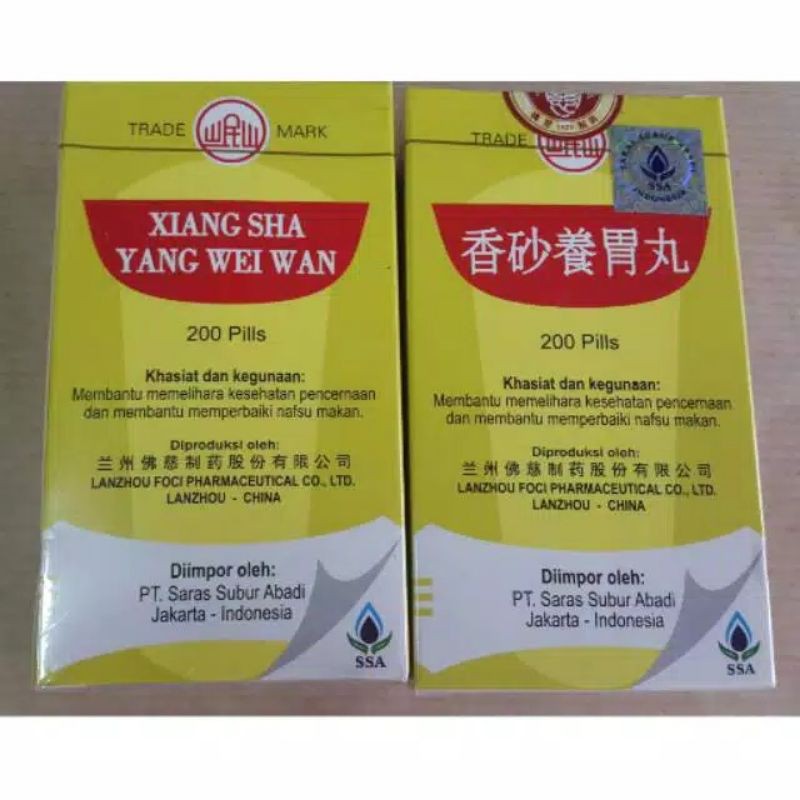 TRADE 岷山 MARK
XIANG SHA
YANG WEI WAN
200 Pills
Khasiat dan kegunaan:
Membantu memelihara kesehatan pencernaan
dan membantu memperbaiki nafsu makan.
Diproduksi oleh:
兰州佛慈制药股份有限公司
LANZHOU FOCI PHARMACEUTICAL CO., LTD.
LANZHOU - CHINA
Diimpor oleh:
PT. Saras Subur Abadi
Jakarta - Indonesia
SSA
TRADE
SSA
INDONESIA
香砂養胃丸
200 Pills
Khasiat dan kegunaan:
Membantu memelihara kesehatan pencernaan
dan membantu memperbaiki nafsu makan.
Diproduksi oleh:
兰州佛慈制药股份有限公司
LANZHOU FOCI PHARMACEUTICAL CO., LTD.
LANZHOU - CHINA
Diimpor oleh:
PT. Saras Subur Abadi
Jakarta - Indonesia
SSA